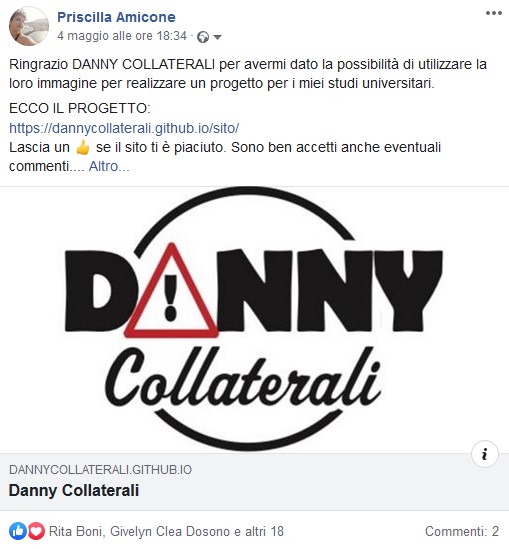 Priscilla Amicone
4 maggio alle ore 18:34 ·
Ringrazio DANNY COLLATERALI per avermi dato la possibilità di utilizzare la
loro immagine per realizzare un progetto per i miei studi universitari.
ECCO IL PROGETTO:
https://dannycollaterali.github.io/sito/
Lascia un 👍 se il sito ti è piaciuto. Sono ben accetti anche eventuali
commenti.... Altro...
DANNY
Collaterali
DANNYCOLLATERALI.GITHUB.IO
Danny Collaterali
Rita Boni, Givelyn Clea Dosono e altri 18
Commenti: 2